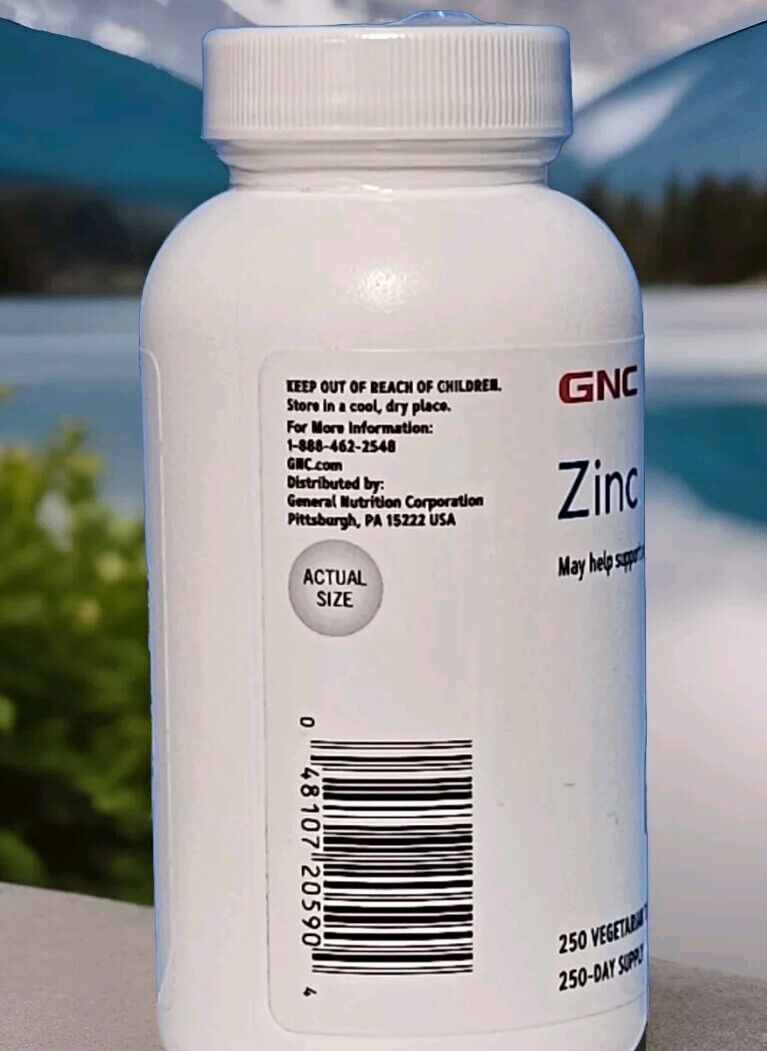 KEEP OUT OF REACH OF CHILDREN.
Store in a cool, dry place.
For More Information:
1-888-462-2548
GNC.com
Distributed by:
General Nutrition Corporation
Pittsburgh, PA 15222 USA
ACTUAL
SIZE
0 48107 20590 4
GNC
Zinc
May help support
250 VEGETARIAN
250-DAY SUPPLY